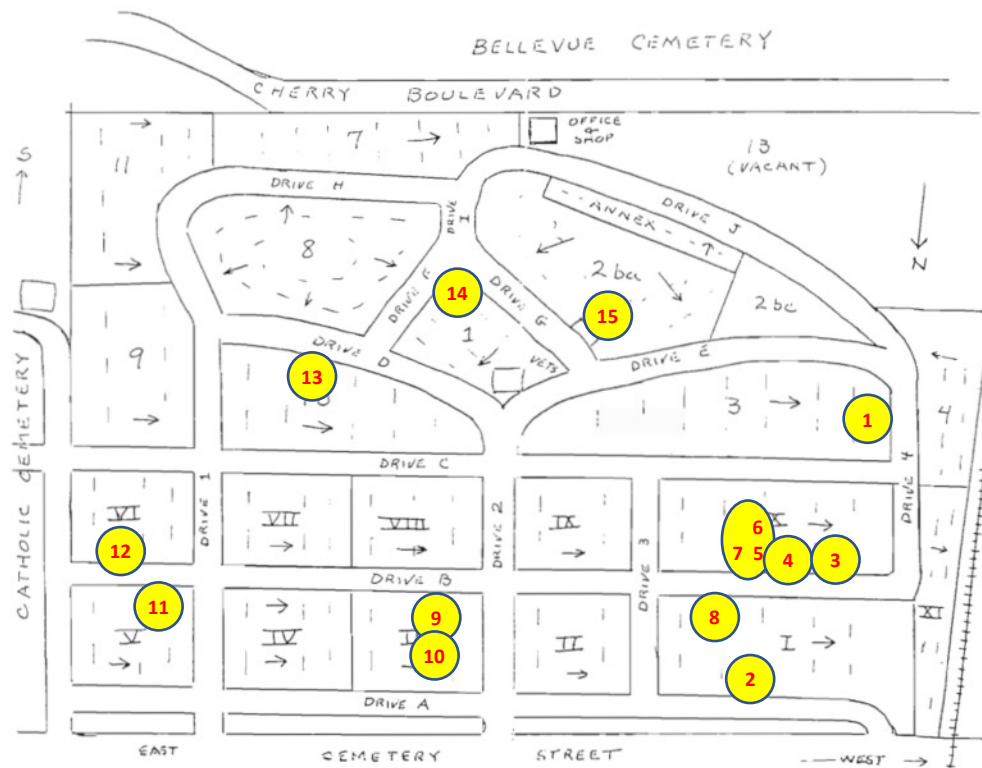 BELLEVUE CEMETERY
CHERRY BOULEVARD
S
11
7
OFFICE & SHOP
13
(VACANT)
DRIVE H
DRIVE I
ANNEX
DRIVE J
N
8
DRIVE F
14
DRIVE G
2 ba
15
2 bc
9
DRIVE D
13
1
VETS
DRIVE E
3
1
4
CATHOLIC CEMETERY
DRIVE C
DRIVE 1
DRIVE 2
DRIVE 3
DRIVE 4
VI
12
VII
VIII
IX
6
7 5
4
3
X
DRIVE B
11
V
IV
9
10
II
8
I
2
XI
DRIVE A
EAST
CEMETERY
STREET
WEST